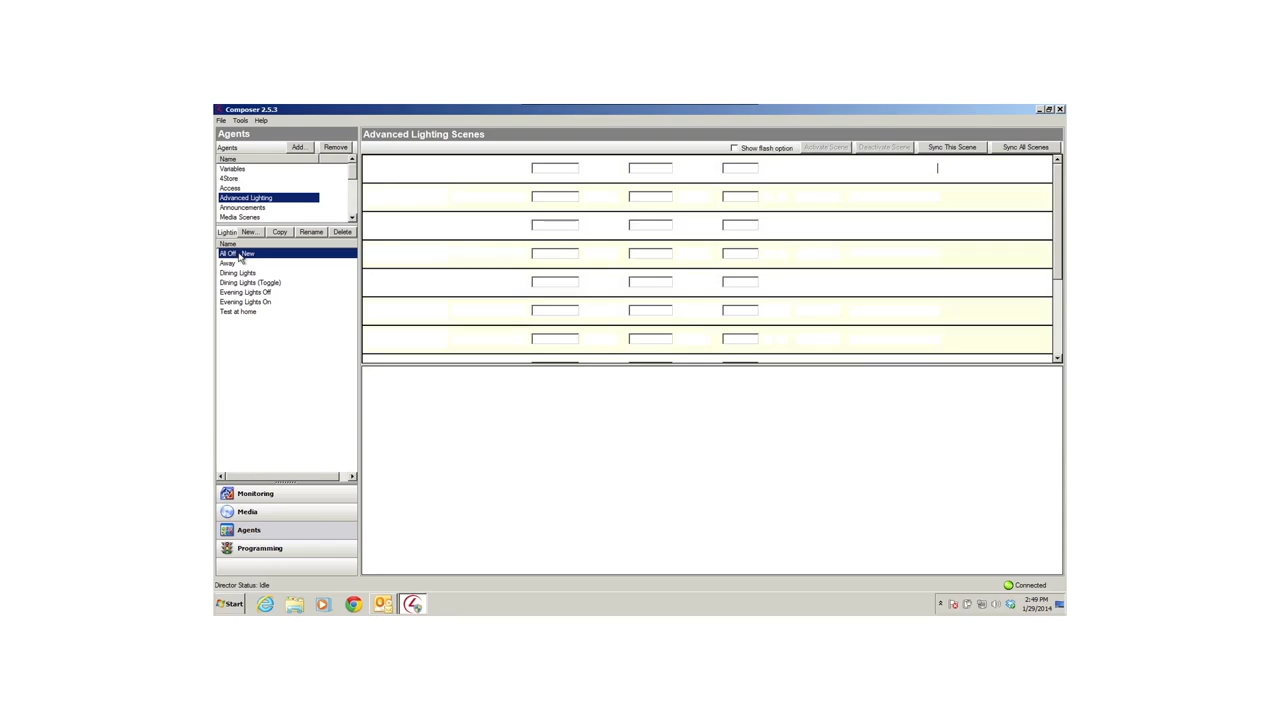 Composer 2.5.3
File Tools Help
Agents
Advanced Lighting Scenes
Agents Add... Remove
Show flash option Activate Scene Deactivate Scene Sync This Scene Sync All Scenes
Name
Variables
4Store
Access
Advanced Lighting
Announcements
Media Scenes
Lightin New... Copy Rename Delete
Name
All Off - New
Away
Dining Lights
Dining Lights (Toggle)
Evening Lights Off
Evening Lights On
Test at home
Monitoring
Media
Agents
Programming
Director Status: Idle
Connected
Start
2:49 PM
1/29/2014